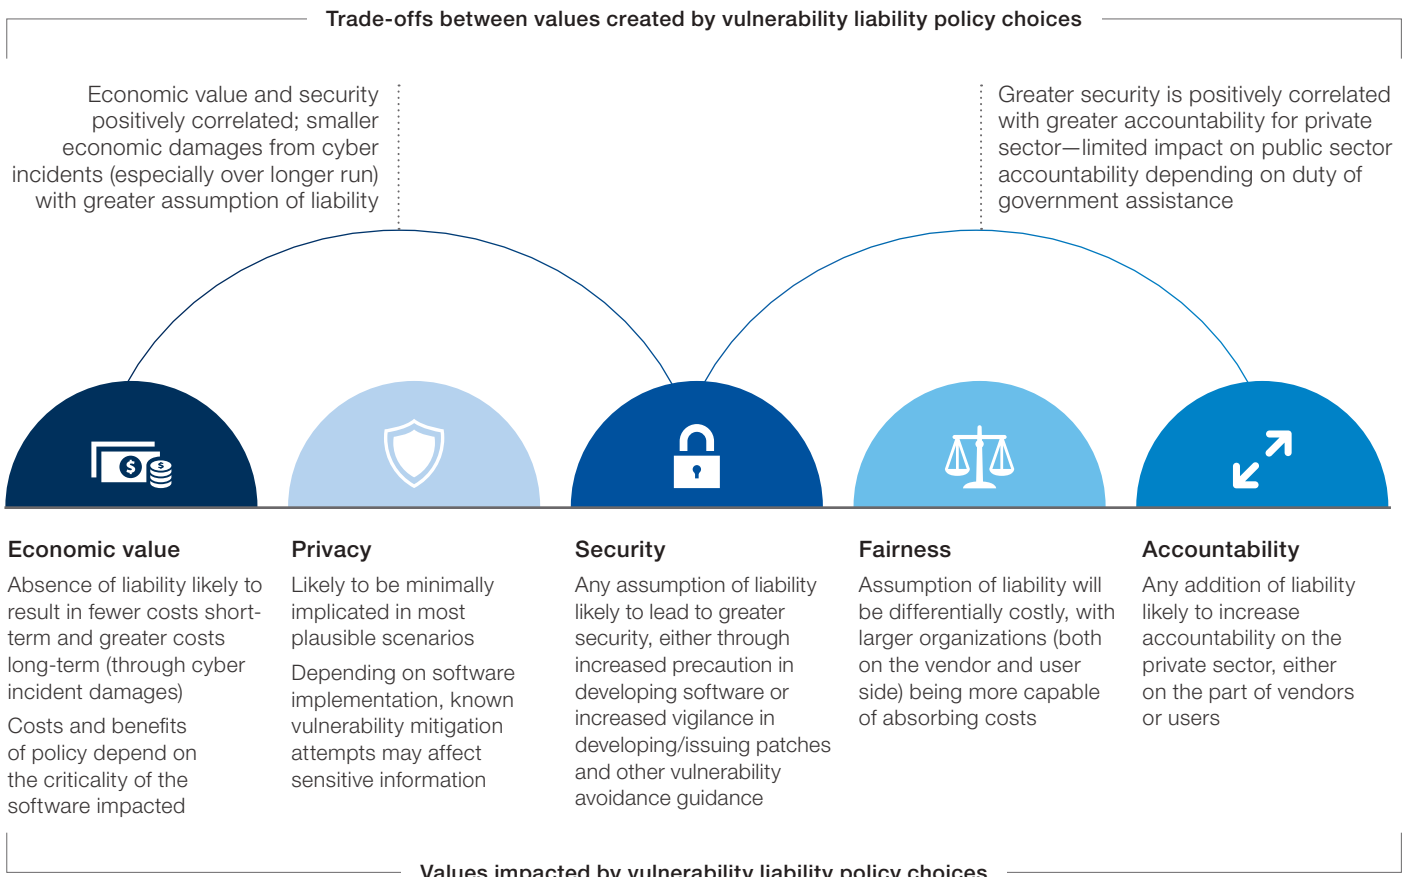 Trade-offs between values created by vulnerability liability policy choices
Economic value and security
positively correlated; smaller
economic damages from cyber
incidents (especially over longer run)
with greater assumption of liability
Greater security is positively correlated
with greater accountability for private
sector—limited impact on public sector
accountability depending on duty of
government assistance
$
$
Economic value
Absence of liability likely to
result in fewer costs short-
term and greater costs
long-term (through cyber
incident damages)
Costs and benefits
of policy depend on
the criticality of the
software impacted
Privacy
Likely to be minimally
implicated in most
plausible scenarios
Depending on software
implementation, known
vulnerability mitigation
attempts may affect
sensitive information
Security
Any assumption of liability
likely to lead to greater
security, either through
increased precaution in
developing software or
increased vigilance in
developing/issuing patches
and other vulnerability
avoidance guidance
Fairness
Assumption of liability will
be differentially costly, with
larger organizations (both
on the vendor and user
side) being more capable
of absorbing costs
Accountability
Any addition of liability
likely to increase
accountability on the
private sector, either
on the part of vendors
or users
Values impacted by vulnerability liability policy choices